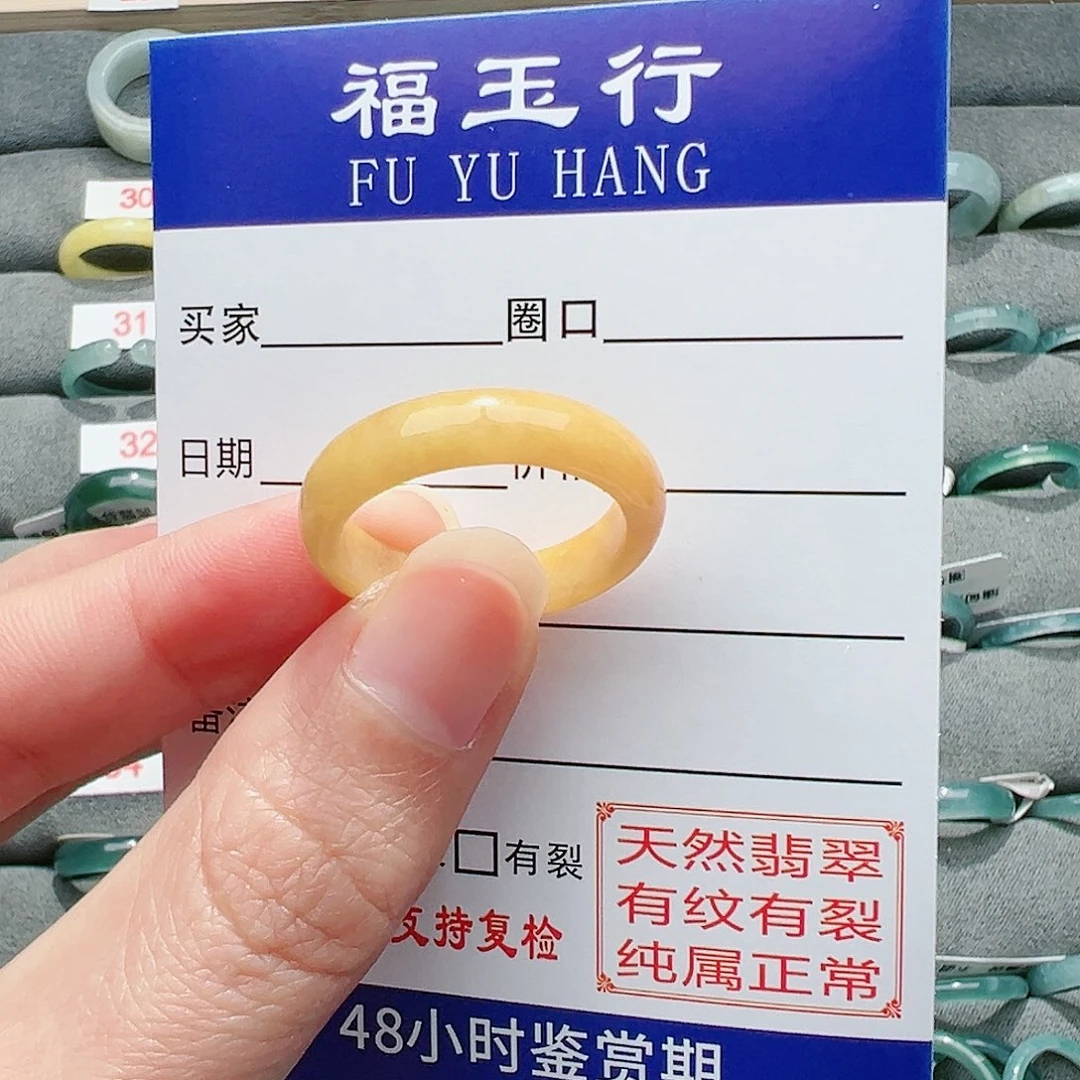 福玉行
FU YU HANG
30
买家 圈口
31
日期
32
有裂
支持复检
天然翡翠
有纹有裂
纯属正常
48小时鉴赏期